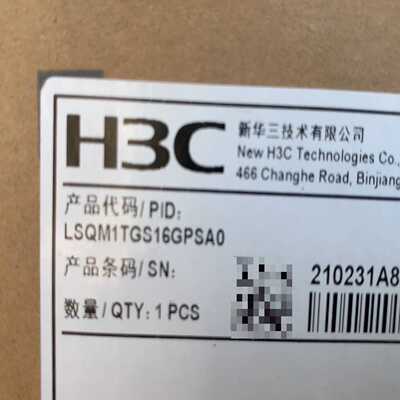 H3C
新华三技术有限公司
New H3C Technologies Co.,
466 Changhe Road, Binjiang
产品代码/PID:
LSQM1TGS16GPSA0
产品条码/SN:
210231A8
数量/QTY: 1 PCS